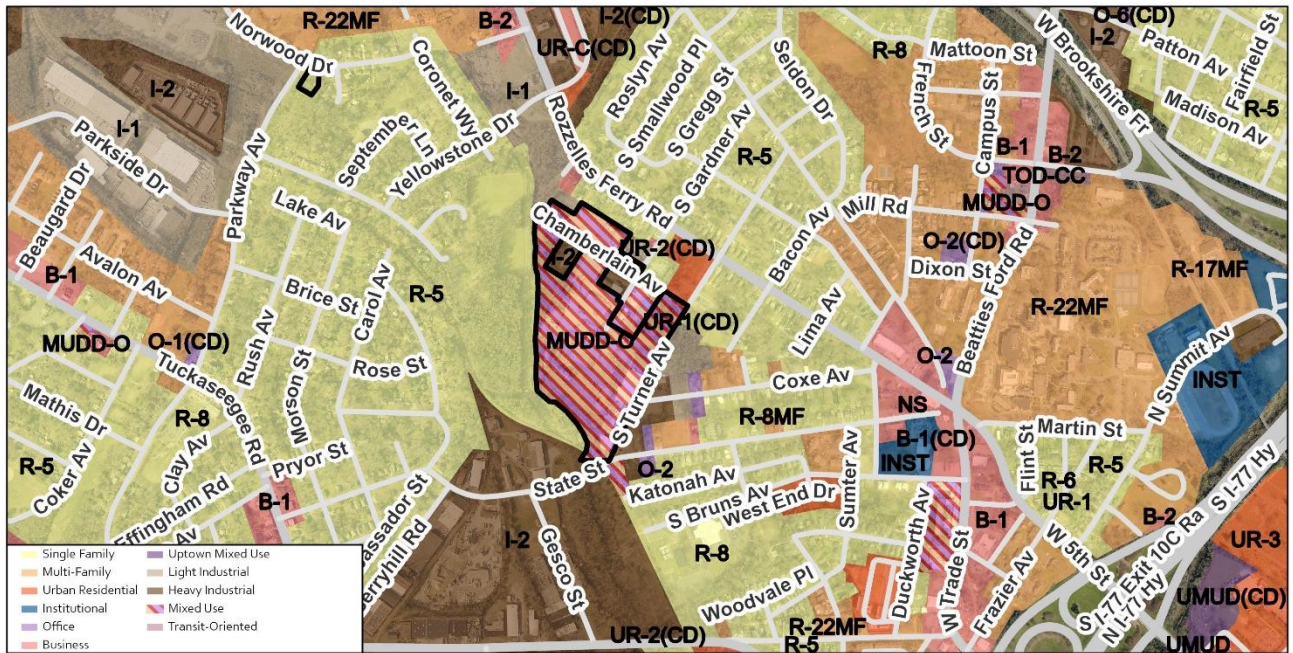 R-22MF
B-2
I-2(CD)
O-6(CD)
I-2
Norwood Dr
UR-C(CD)
R-8
Mattoon St
W Brookshire Fr
Patton Av
Fairfield St
Coronet Wy
Roslyn Av
S Smallwood Pl
S Gregg St
Seldon Dr
French St
Campus St
Madison Av
R-5
I-2
I-1
I-1
September Ln
Yellowstone Dr
Rozzelles Ferry Rd
S Gardner Av
R-5
B-1
B-2
TOD-CC
Parkside Dr
Parkway Av
Beaugard Dr
Lake Av
Chamberlain Av
UR-2(CD)
Bacon Av
Mill Rd
MUDD-O
O-2(CD)
Dixon St
Beatties Ford Rd
R-17MF
I-2
B-1
Avalon Av
Brice St
Carol Av
R-5
R-22MF
MUDD-O
O-1(CD)
Rush Av
Morson St
Rose St
MUDD-O
UR-1(CD)
S Turner Av
Lima Av
O-2
N Summit Av
INST
Tuckaseegee Rd
Mathis Dr
R-8
Coxe Av
R-8MF
NS
B-1(CD)
Martin St
R-5
Coker Av
Clay Av
Pryor St
Effingham Rd
Av
B-1
State St
O-2
Katonah Av
Sumter Av
INST
Flint St
R-6
R-5
UR-1
S I-77 Hy
S Bruns Av
West End Dr
I-2
Gesco St
R-8
Duckworth Av
B-1
B-2
W 5th St
S I-77 Exit 10C Ra
N I-77 Hy
UR-3
assador St
erryhill Rd
Woodvale Pl
W Trade St
Frazier Av
UMUD(CD)
UR-2(CD)
R-22MF
R-5
UMUD
Single Family
Multi-Family
Urban Residential
Institutional
Office
Business
Uptown Mixed Use
Light Industrial
Heavy Industrial
Mixed Use
Transit-Oriented